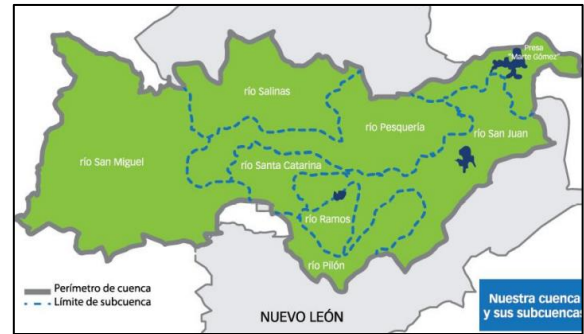 Presa
"Marte Gómez"
río Salinas
río Pesquería
río San Juan
río San Miguel
río Santa Catarina
río Ramos
río Pilón
Perímetro de cuenca
Límite de subcuenca
NUEVO LEÓN
Nuestra cuenca
y sus subcuencas